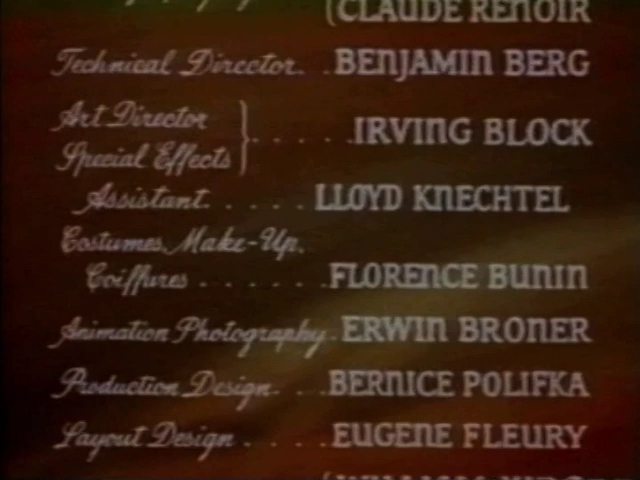 (CLAUDE RENOIR
Technical Director. . BENJAMIN BERG
Art Director
Special Effects } . . . . . IRVING BLOCK
Assistant. . . . . . LLOYD KNECHTEL
Costumes, Make-Up,
Coiffures . . . . . . FLORENCE BUNIN
Animation Photography. ERWIN BRONER
Production Design. . . BERNICE POLIFKA
Layout Design . . . . EUGENE FLEURY